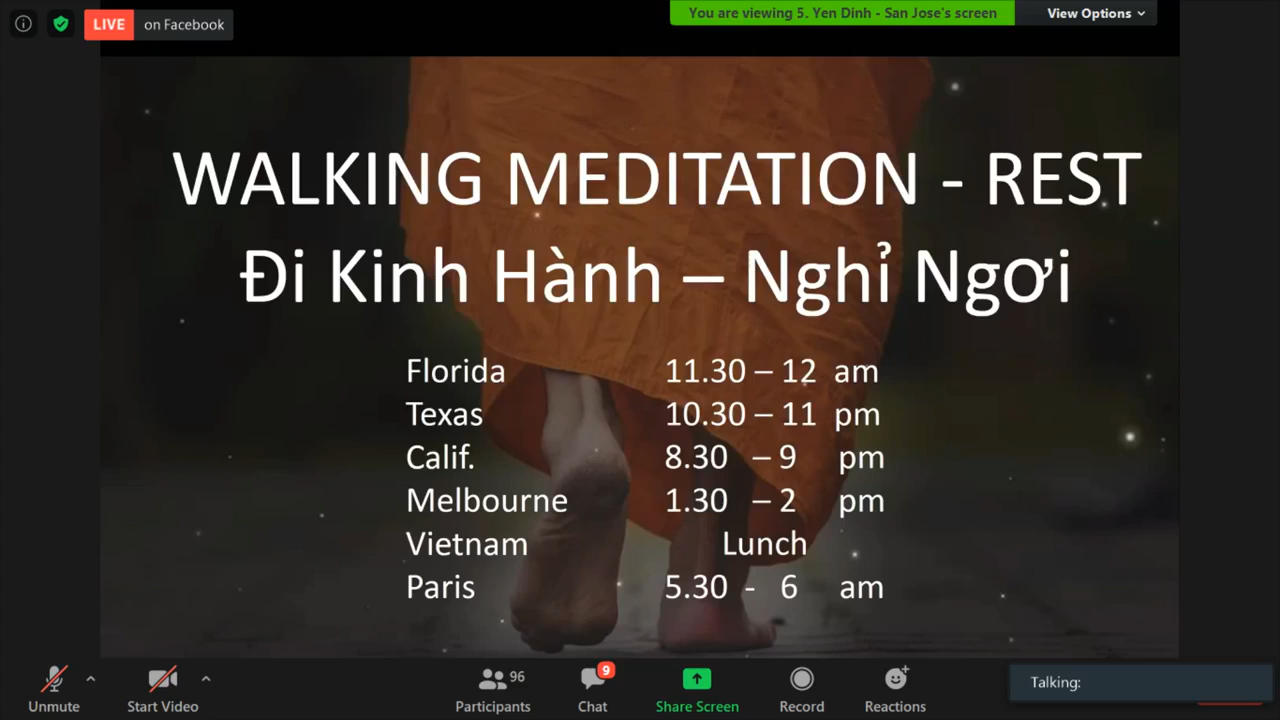 LIVE on Facebook
You are viewing 5. Yen Dinh - San Jose's screen
View Options
WALKING MEDITATION - REST
Đi Kinh Hành – Nghỉ Ngơi
Florida 11.30 – 12 am
Texas 10.30 – 11 pm
Calif. 8.30 – 9 pm
Melbourne 1.30 – 2 pm
Vietnam Lunch
Paris 5.30 - 6 am
96
9
Unmute
Start Video
Participants
Chat
Share Screen
Record
Reactions
Talking: